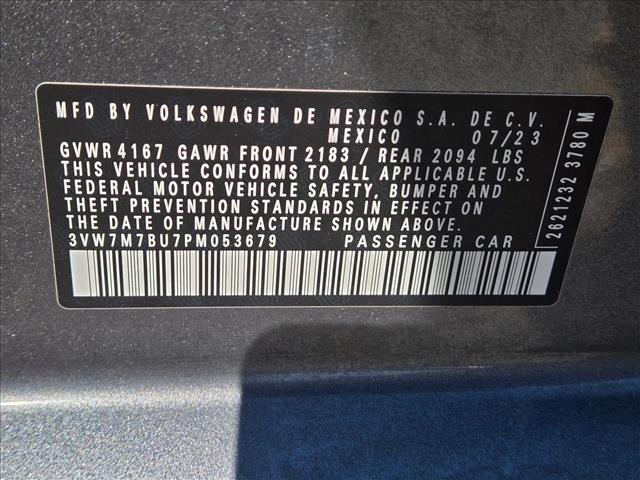 MFD BY VOLKSWAGEN DE MEXICO S.A. DE C.V.
MEXICO 07/23
GVWR 4167 GAWR FRONT 2183 / REAR 2094 LBS
THIS VEHICLE CONFORMS TO ALL APPLICABLE U.S.
FEDERAL MOTOR VEHICLE SAFETY, BUMPER AND
THEFT PREVENTION STANDARDS IN EFFECT ON
THE DATE OF MANUFACTURE SHOWN ABOVE.
3VW7M7BU7PM053679 PASSENGER CAR
2621232 3780 M